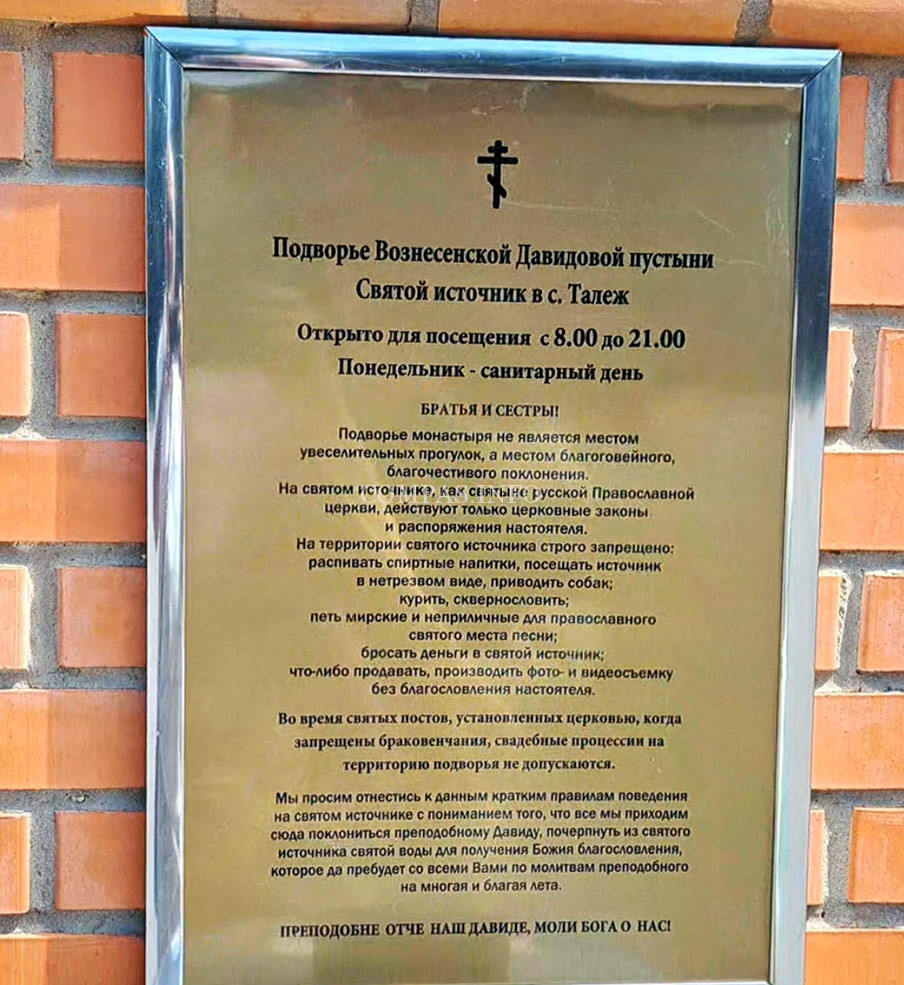 Подворье Вознесенской Давидовой пустыни
Святой источник в с. Талеж
Открыто для посещения с 8.00 до 21.00
Понедельник - санитарный день
БРАТЬЯ И СЕСТРЫ!
Подворье монастыря не является местом
увеселительных прогулок, а местом благоговейного,
благочестивого поклонения.
На святом источнике, как святыне русской Православной
COMPAS.INFO
церкви, действуют только церковные законы
и распоряжения настоятеля.
На территории святого источника строго запрещено:
распивать спиртные напитки, посещать источник
в нетрезвом виде, приводить собак;
курить, сквернословить;
петь мирские и неприличные для православного
святого места песни;
бросать деньги в святой источник;
что-либо продавать, производить фото- и видеосъемку
без благословления настоятеля.
Во время святых постов, установленных церковью, когда
запрещены браковенчания, свадебные процессии на
территорию подворья не допускаются.
Мы просим отнестись к данным кратким правилам поведения
на святом источнике с пониманием того, что все мы приходим
сюда поклониться преподобному Давиду, почерпнуть из святого
источника святой воды для получения Божия благословления,
которое да пребудет со всеми Вами по молитвам преподобного
на многая и благая лета.
ПРЕПОДОБНЕ ОТЧЕ НАШ ДАВИДЕ, МОЛИ БОГА О НАС!